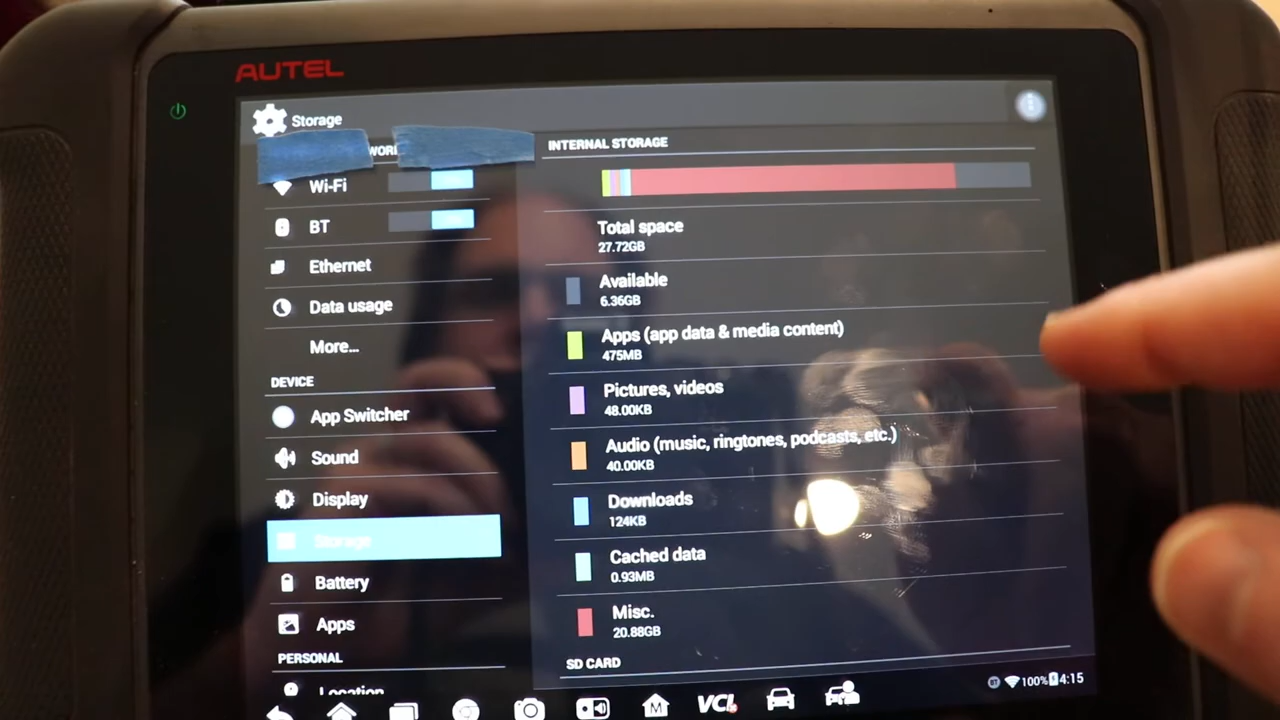 AUTEL
Storage
Wi-Fi
BT
Ethernet
Data usage
More...
DEVICE
App Switcher
Sound
Display
Storage
Battery
Apps
PERSONAL
Location
INTERNAL STORAGE
Total space
27.72GB
Available
6.36GB
Apps (app data & media content)
475MB
Pictures, videos
48.00KB
Audio (music, ringtones, podcasts, etc.)
40.00KB
Downloads
124KB
Cached data
0.93MB
Misc.
20.88GB
SD CARD
M
VCI
BT 100% 4:15